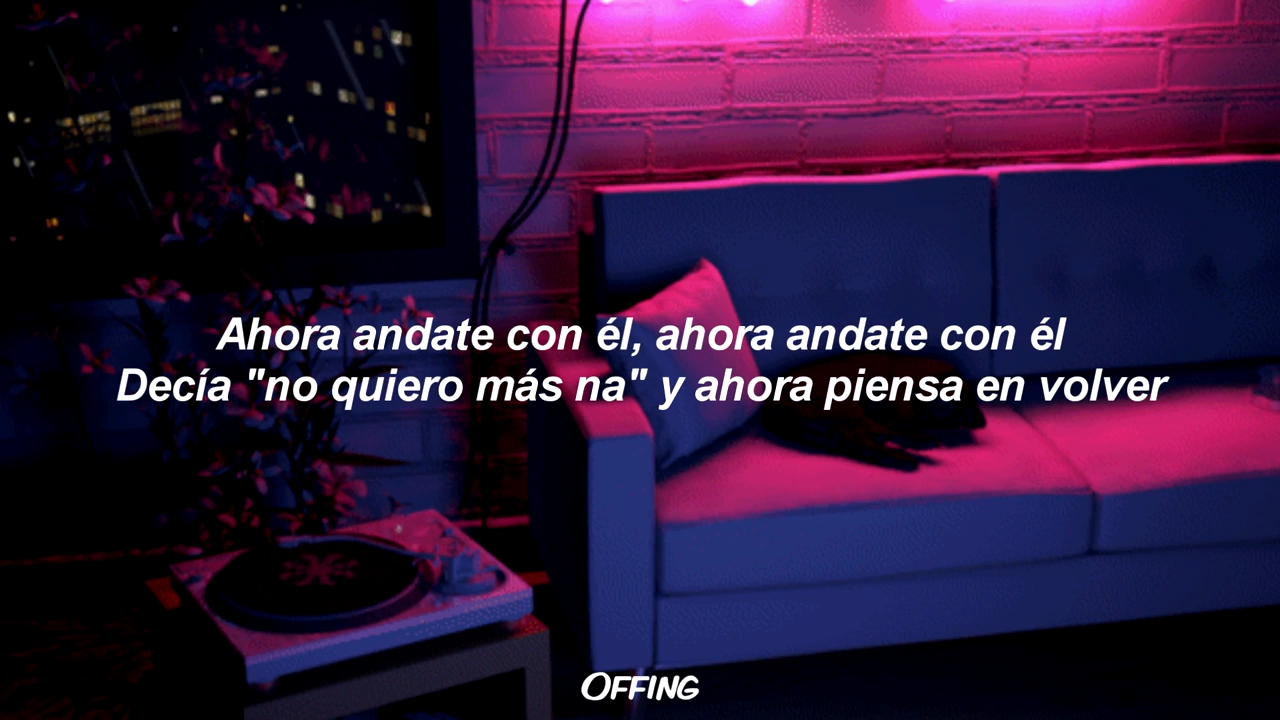 Ahora andate con él, ahora andate con él
Decía "no quiero más na" y ahora piensa en volver
OFFING